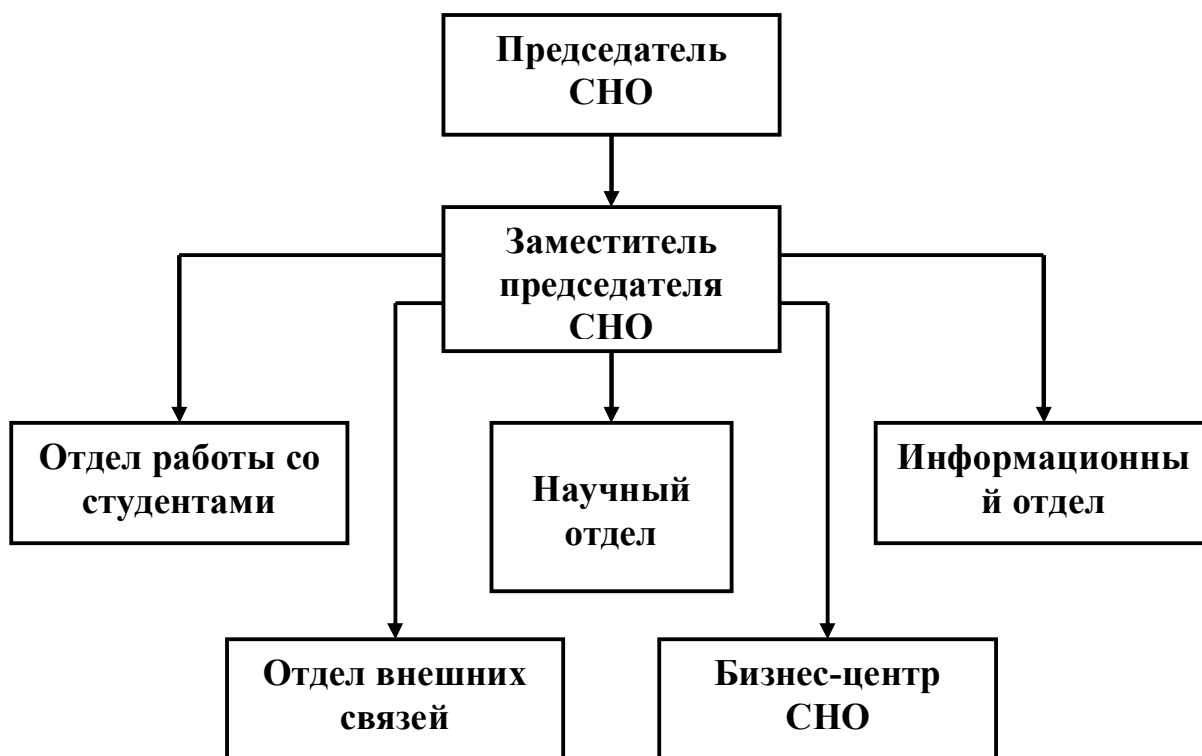 Председатель
СНО
Заместитель
председателя
СНО
Отдел работы со
студентами
Научный
отдел
Информационны
й отдел
Отдел внешних
связей
Бизнес-центр
СНО